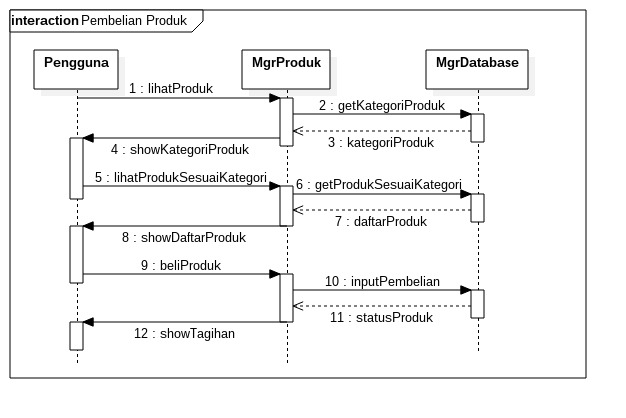 interaction Pembelian Produk
Pengguna
MgrProduk
MgrDatabase
1 : lihatProduk
2 : getKategoriProduk
3 : kategoriProduk
4 : showKategoriProduk
5 : lihatProdukSesuaiKategori
6 : getProdukSesuaiKategori
7 : daftarProduk
8 : showDaftarProduk
9 : beliProduk
10 : inputPembelian
11 : statusProduk
12 : showTagihan